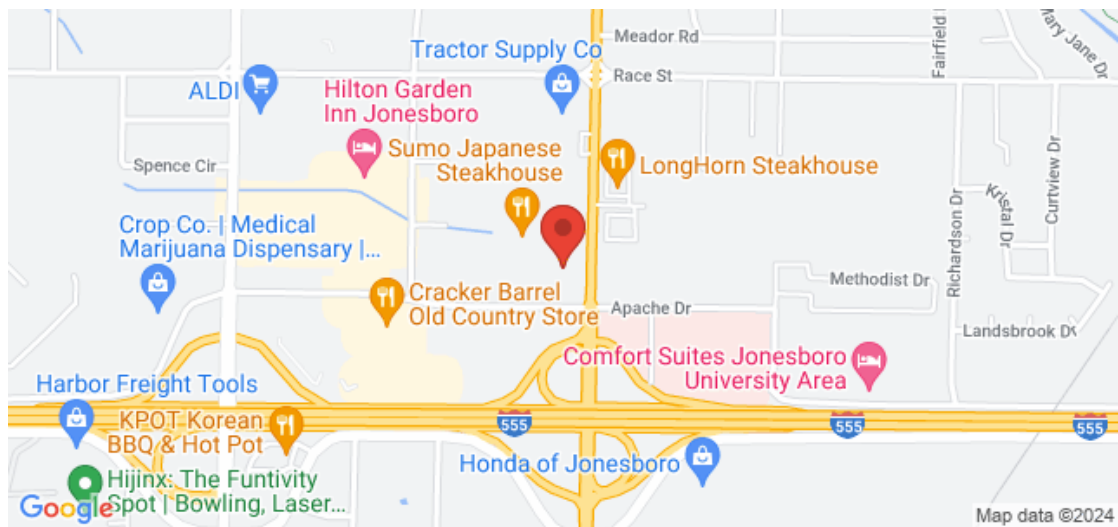 Meador Rd
Fairfield
Mary Jane Dr
Tractor Supply Co
Race St
ALDI
Hilton Garden
Inn Jonesboro
Spence Cir
Sumo Japanese
Steakhouse
LongHorn Steakhouse
Curtview Dr
Kristal Dr
Richardson Dr
Crop Co. | Medical
Marijuana Dispensary |...
Methodist Dr
Cracker Barrel
Old Country Store
Apache Dr
Landsbrook D
Comfort Suites Jonesboro
University Area
Harbor Freight Tools
KPOT Korean
BBQ & Hot Pot
555
555
555
Honda of Jonesboro
Hijinx: The Funtivity
Spot | Bowling, Laser...
Google
Map data ©2024